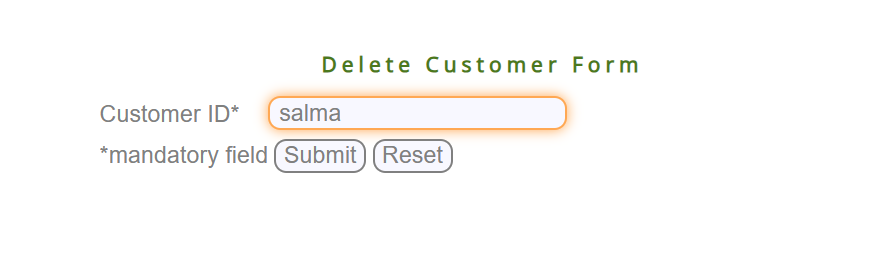 Delete Customer Form
Customer ID* salma
*mandatory field Submit Reset